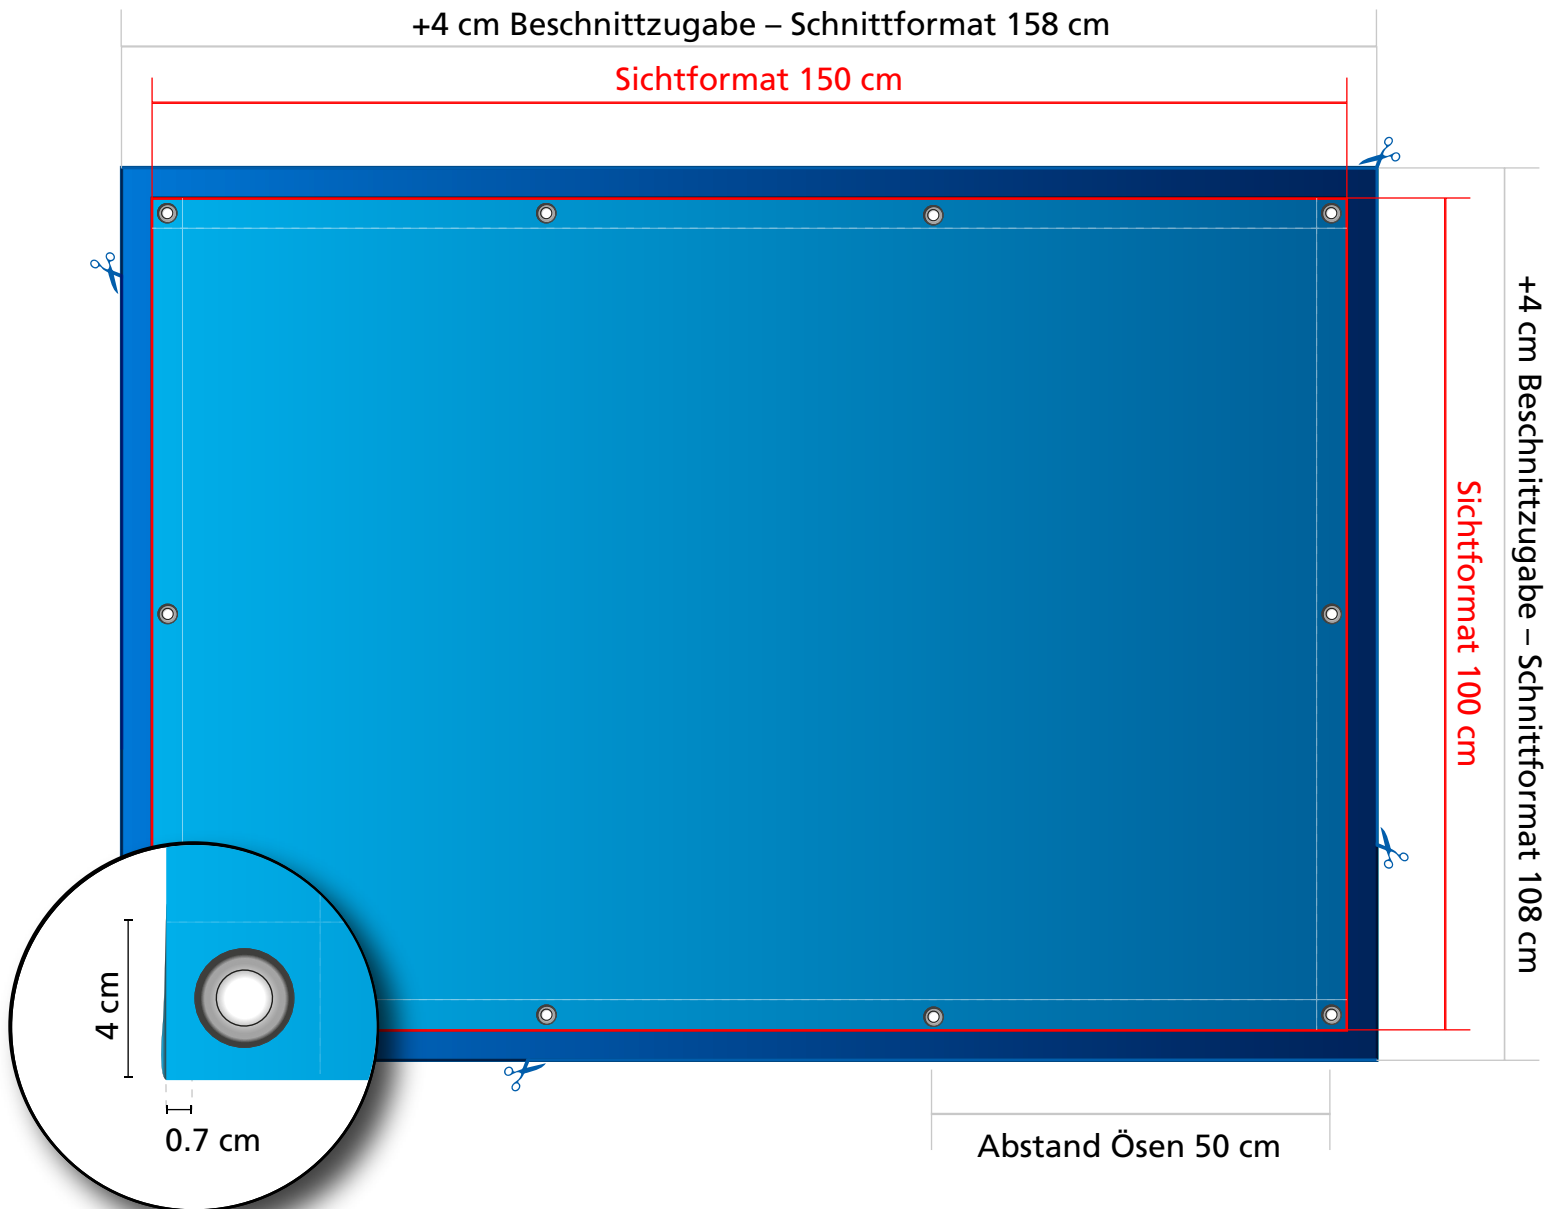 +4 cm Beschnittzugabe – Schnittformat 158 cm
Sichtformat 150 cm
+4 cm Beschnittzugabe – Schnittformat 108 cm
Sichtformat 100 cm
4 cm
0.7 cm
Abstand Ösen 50 cm